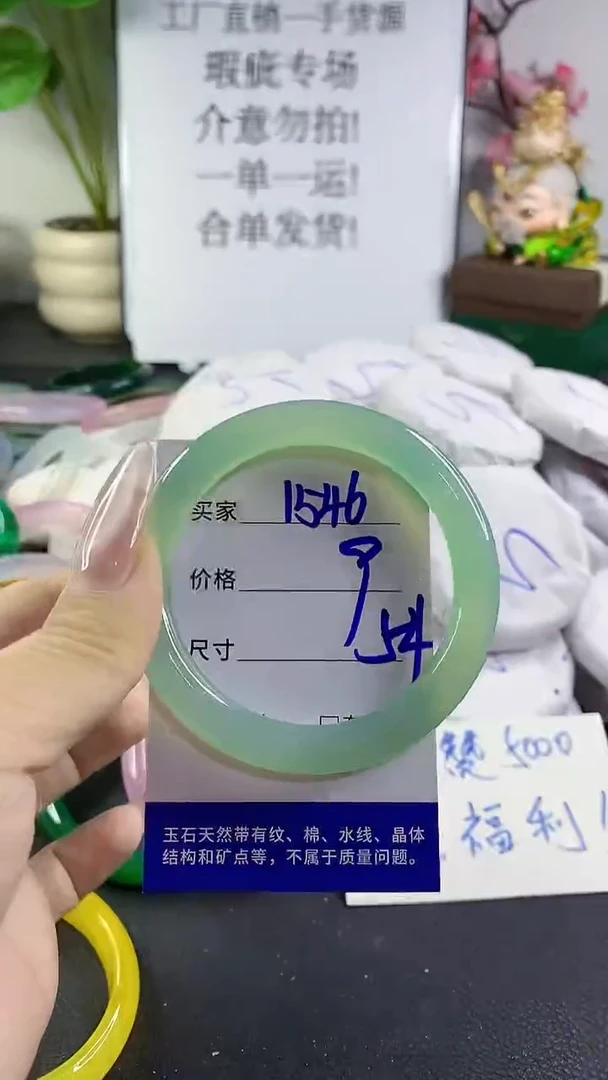 工厂直销一手货源
瑕疵专场
介意勿拍!
一单一运!
合单发货!
买家 1546
价格
尺寸 54
玉石天然带有纹、棉、水线、晶体
结构和矿点等，不属于质量问题。
赞 5000
福利!